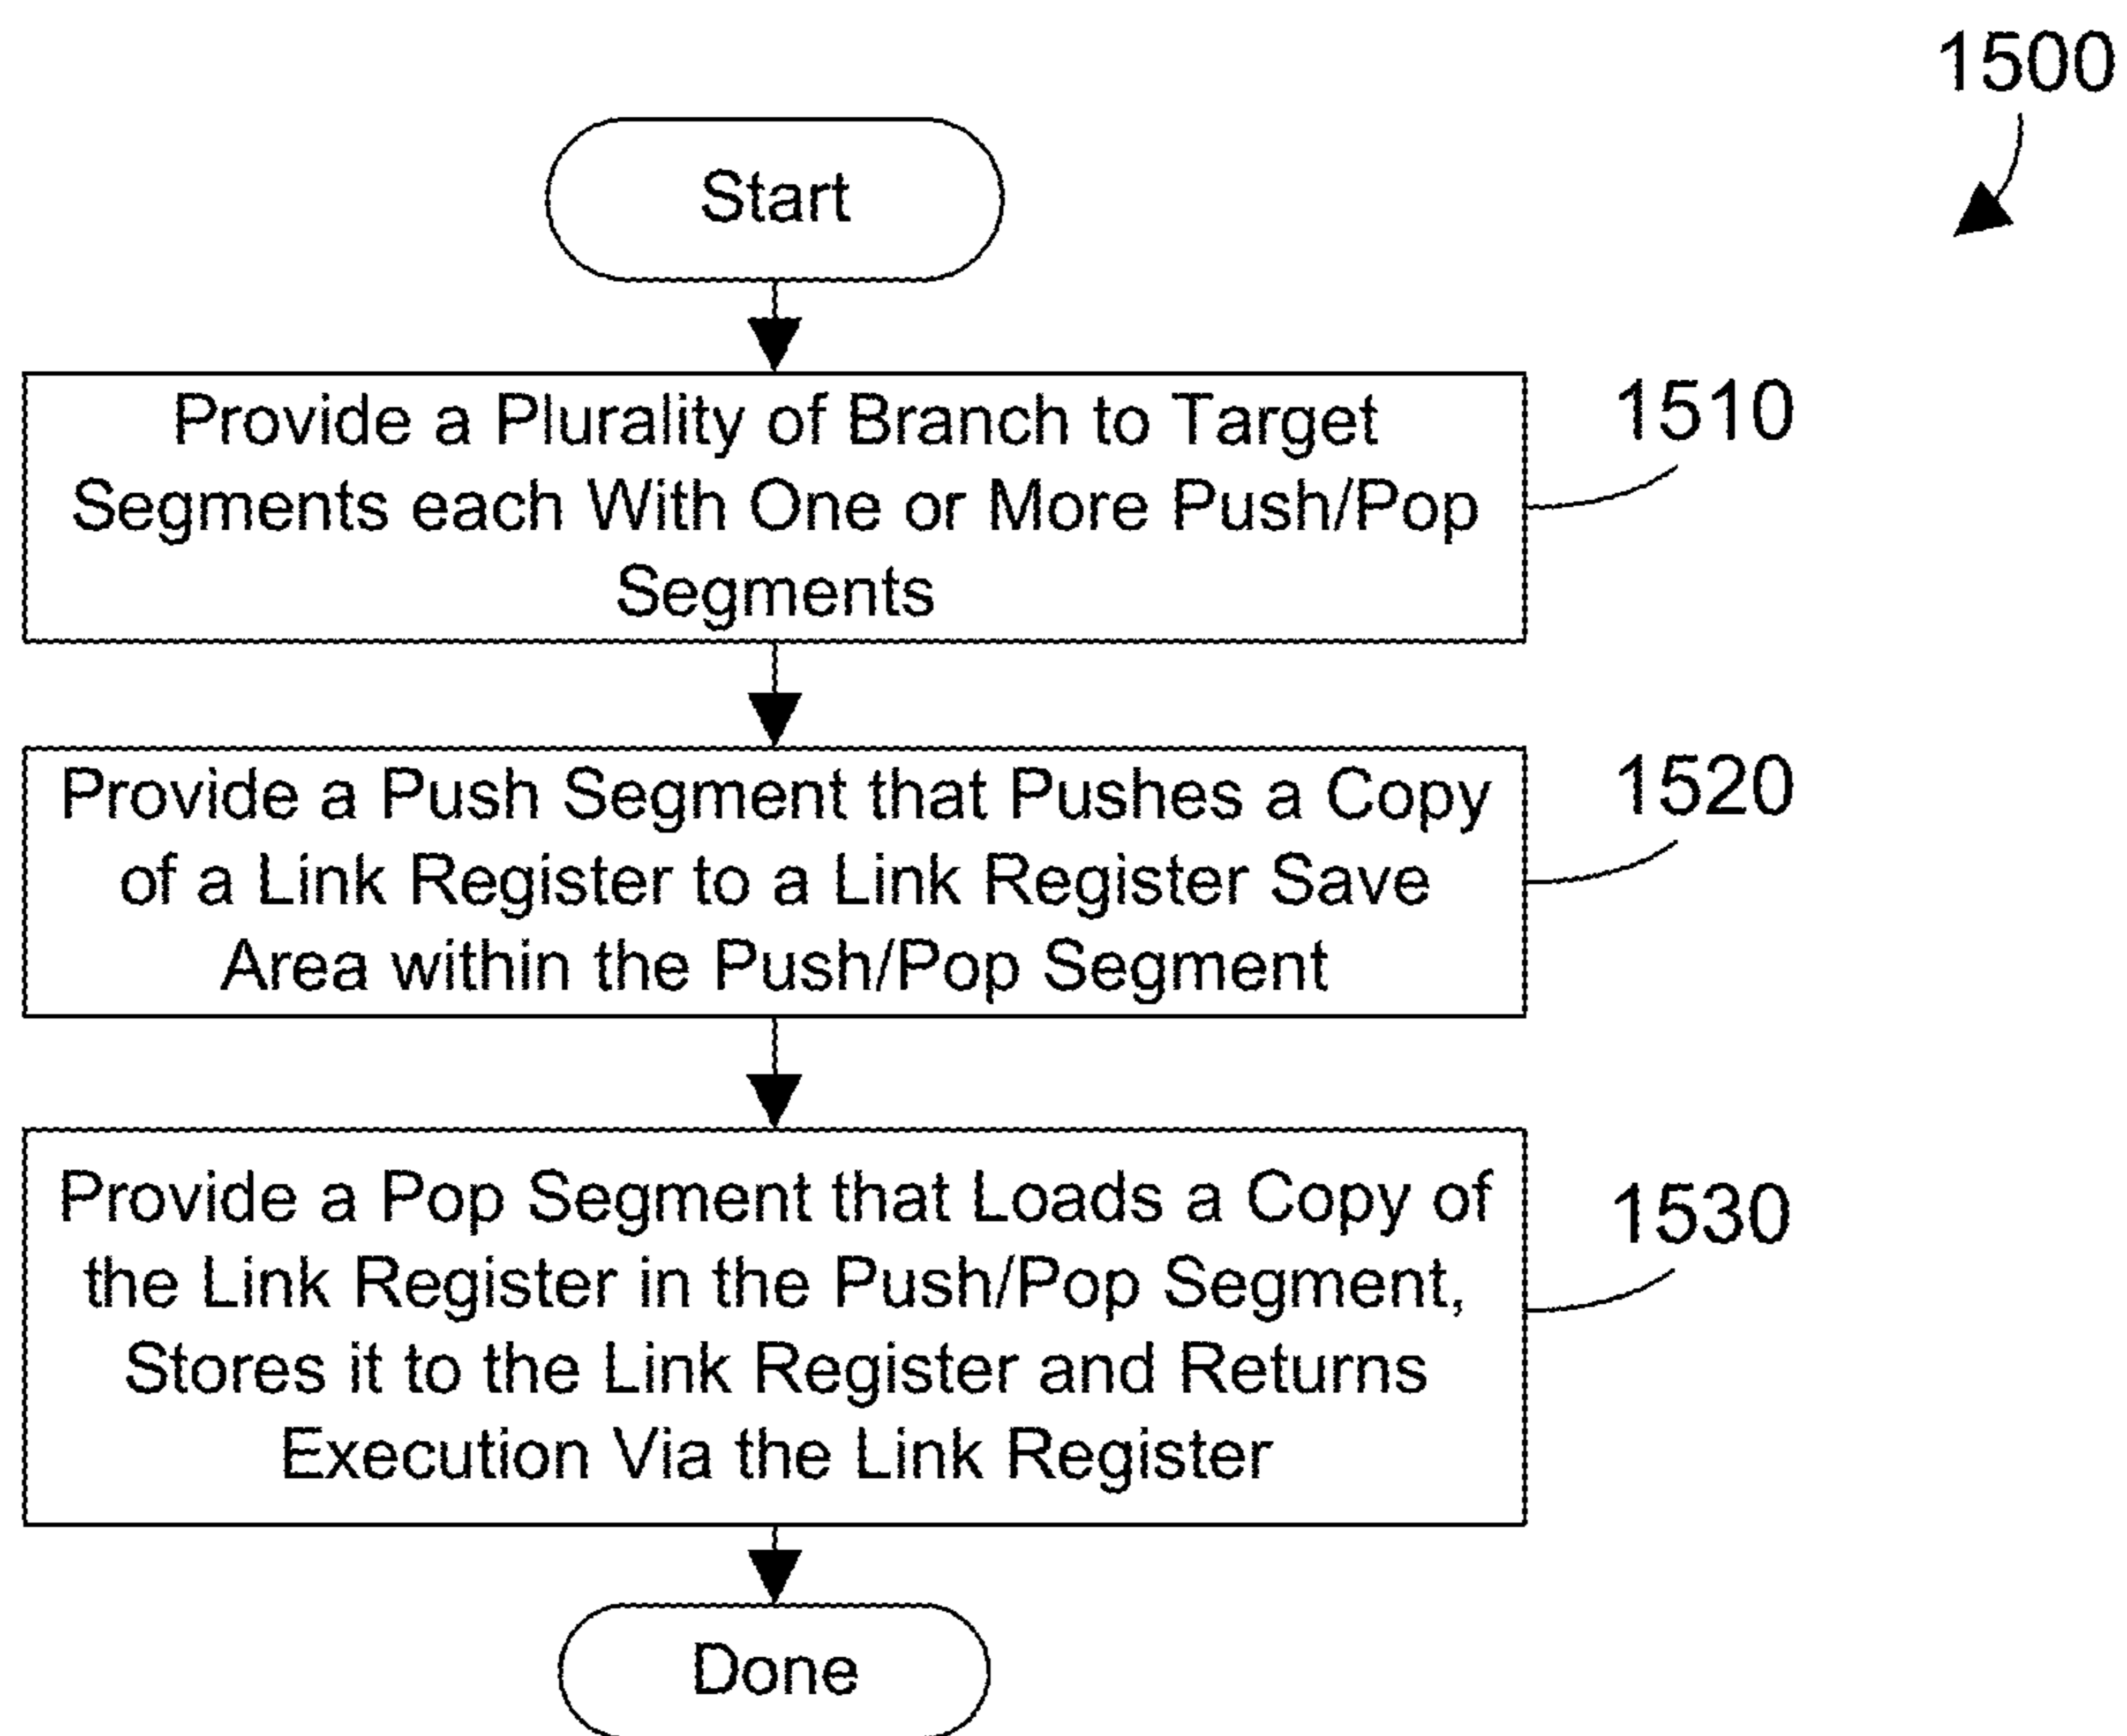 1500
Start
Provide a Plurality of Branch to Target
Segments each With One or More Push/Pop
Segments
1510
Provide a Push Segment that Pushes a Copy
of a Link Register to a Link Register Save
Area within the Push/Pop Segment
1520
Provide a Pop Segment that Loads a Copy of
the Link Register in the Push/Pop Segment,
Stores it to the Link Register and Returns
Execution Via the Link Register
1530
Done